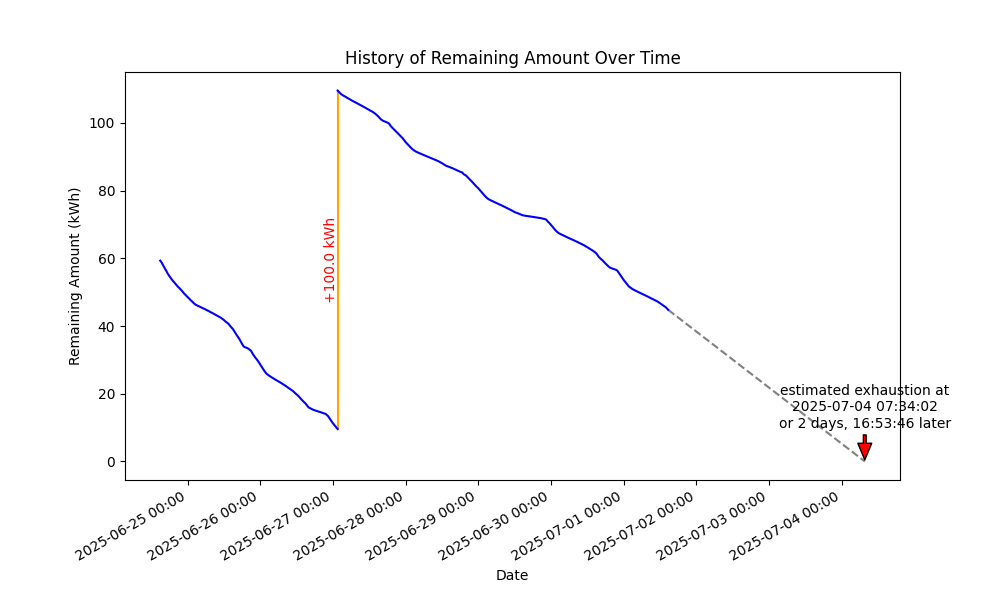 History of Remaining Amount Over Time
Remaining Amount (kWh)
100
80
60
40
20
0
+100.0 kWh
estimated exhaustion at
2025-07-04 07:34:02
or 2 days, 16:53:46 later
2025-06-25 00:00
2025-06-26 00:00
2025-06-27 00:00
2025-06-28 00:00
2025-06-29 00:00
2025-06-30 00:00
2025-07-01 00:00
2025-07-02 00:00
2025-07-03 00:00
2025-07-04 00:00
Date